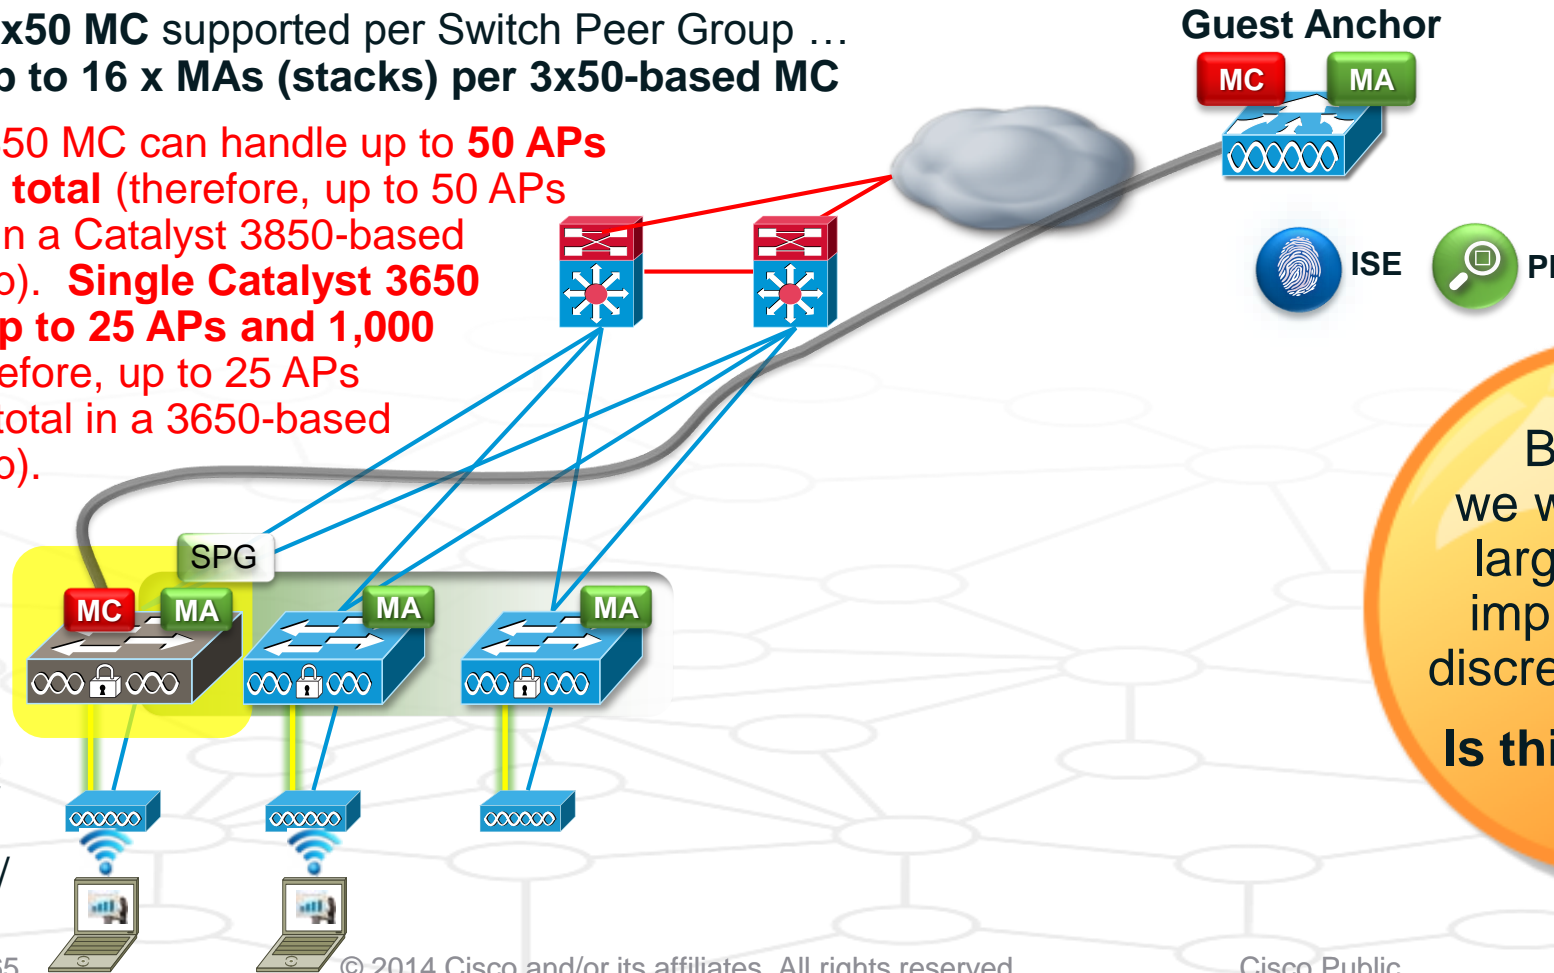 x50 MC supported per Switch Peer Group …
p to 16 x MAs (stacks) per 3x50-based MC
50 MC can handle up to 50 APs
total (therefore, up to 50 APs
n a Catalyst 3850-based
o). Single Catalyst 3650
p to 25 APs and 1,000
efore, up to 25 APs
total in a 3650-based
o).
Guest Anchor
MC
MA
ISE
SPG
MC
MA
MA
MA
B
we w
larg
imp
discre
Is thi
/
© 2014 Cisco and/or its affiliates. All rights reserved
Cisco Public